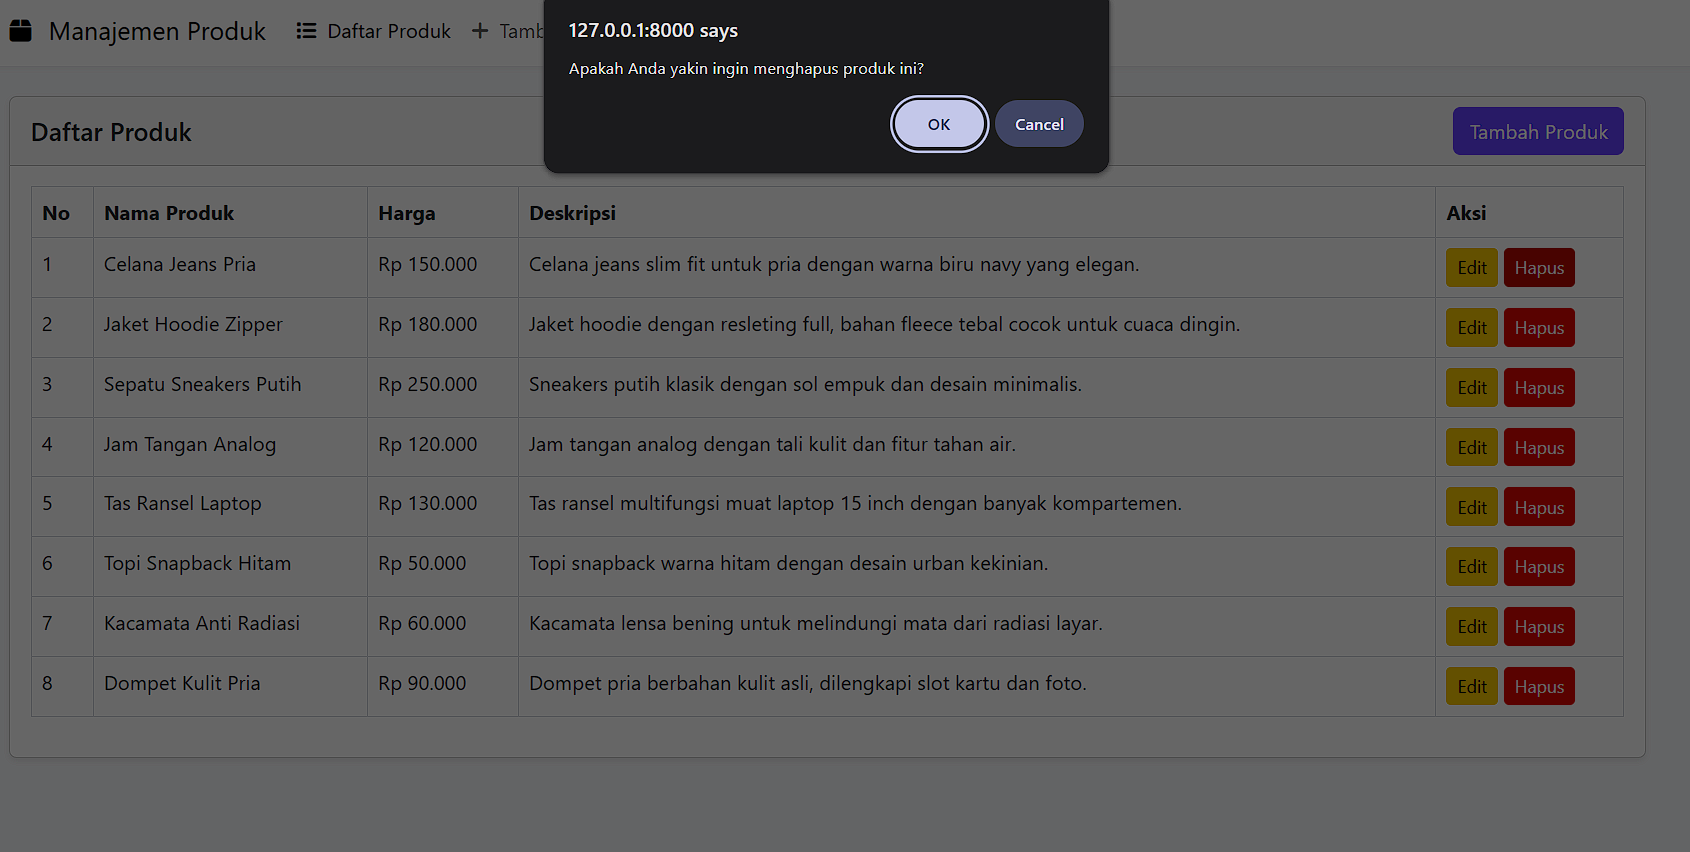 Manajemen Produk Daftar Produk Tamb
127.0.0.1:8000 says
Apakah Anda yakin ingin menghapus produk ini?
OK Cancel
Daftar Produk Tambah Produk
No Nama Produk Harga Deskripsi Aksi
1 Celana Jeans Pria Rp 150.000 Celana jeans slim fit untuk pria dengan warna biru navy yang elegan. Edit Hapus
2 Jaket Hoodie Zipper Rp 180.000 Jaket hoodie dengan resleting full, bahan fleece tebal cocok untuk cuaca dingin. Edit Hapus
3 Sepatu Sneakers Putih Rp 250.000 Sneakers putih klasik dengan sol empuk dan desain minimalis. Edit Hapus
4 Jam Tangan Analog Rp 120.000 Jam tangan analog dengan tali kulit dan fitur tahan air. Edit Hapus
5 Tas Ransel Laptop Rp 130.000 Tas ransel multifungsi muat laptop 15 inch dengan banyak kompartemen. Edit Hapus
6 Topi Snapback Hitam Rp 50.000 Topi snapback warna hitam dengan desain urban kekinian. Edit Hapus
7 Kacamata Anti Radiasi Rp 60.000 Kacamata lensa bening untuk melindungi mata dari radiasi layar. Edit Hapus
8 Dompet Kulit Pria Rp 90.000 Dompet pria berbahan kulit asli, dilengkapi slot kartu dan foto. Edit Hapus